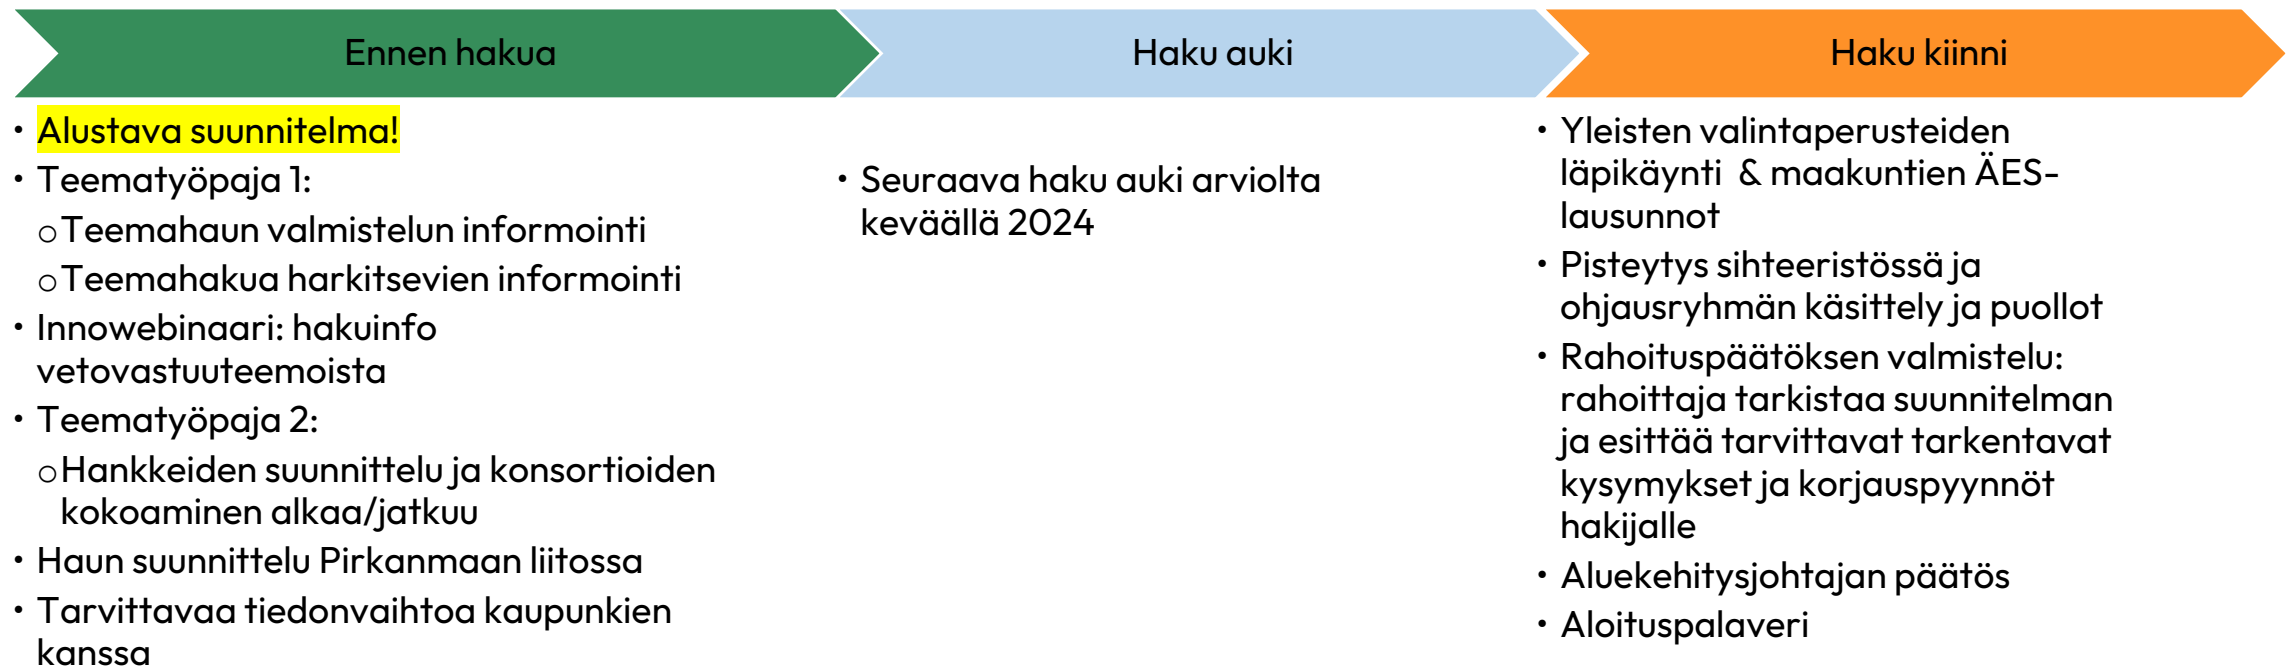 Ennen hakua
• Alustava suunnitelma!
• Teematyöpaja 1:
o Teemahaun valmistelun informointi
o Teemahakua harkitsevien informointi
• Innowebinaari: hakuinfo
vetovastuuteemoista
• Teematyöpaja 2:
o Hankkeiden suunnittelu ja konsortioiden
kokoaminen alkaa/jatkuu
• Haun suunnittelu Pirkanmaan liitossa
• Tarvittavaa tiedonvaihtoa kaupunkien
kanssa
Haku auki
• Seuraava haku auki arviolta
keväällä 2024
Haku kiinni
• Yleisten valintaperusteiden
läpikäynti & maakuntien ÄES-
lausunnot
• Pisteytys sihteeristössä ja
ohjausryhmän käsittely ja puollot
• Rahoituspäätöksen valmistelu:
rahoittaja tarkistaa suunnitelman
ja esittää tarvittavat tarkentavat
kysymykset ja korjauspyynnöt
hakijalle
• Aluekehitysjohtajan päätös
• Aloituspalaveri